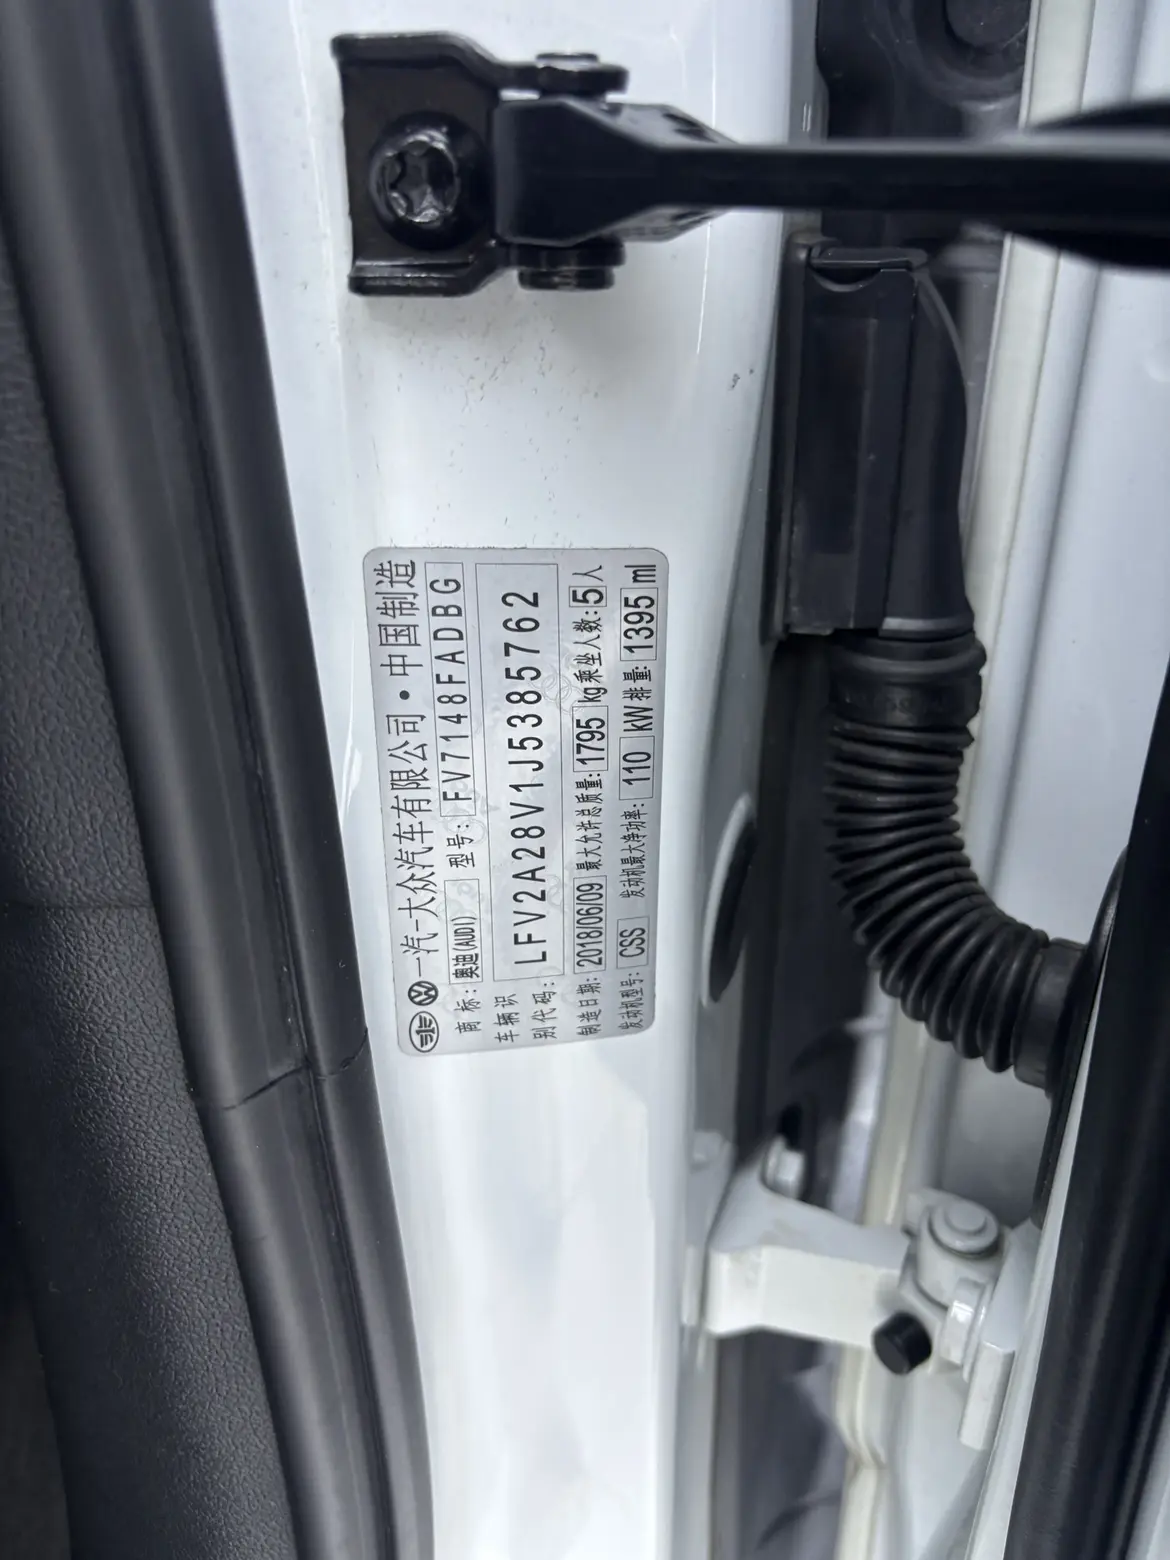 一汽-大众汽车有限公司·中国制造
商标: 奥迪(AUDI) 型号: FV7148FADBG
车辆识别代码: LFV2A28V1J5385762
制造日期: 2018/06/09 最大允许总质量: 1795 kg 乘坐人数: 5 人
发动机型号: CSS 发动机最大净功率: 110 kW 排量: 1395 ml